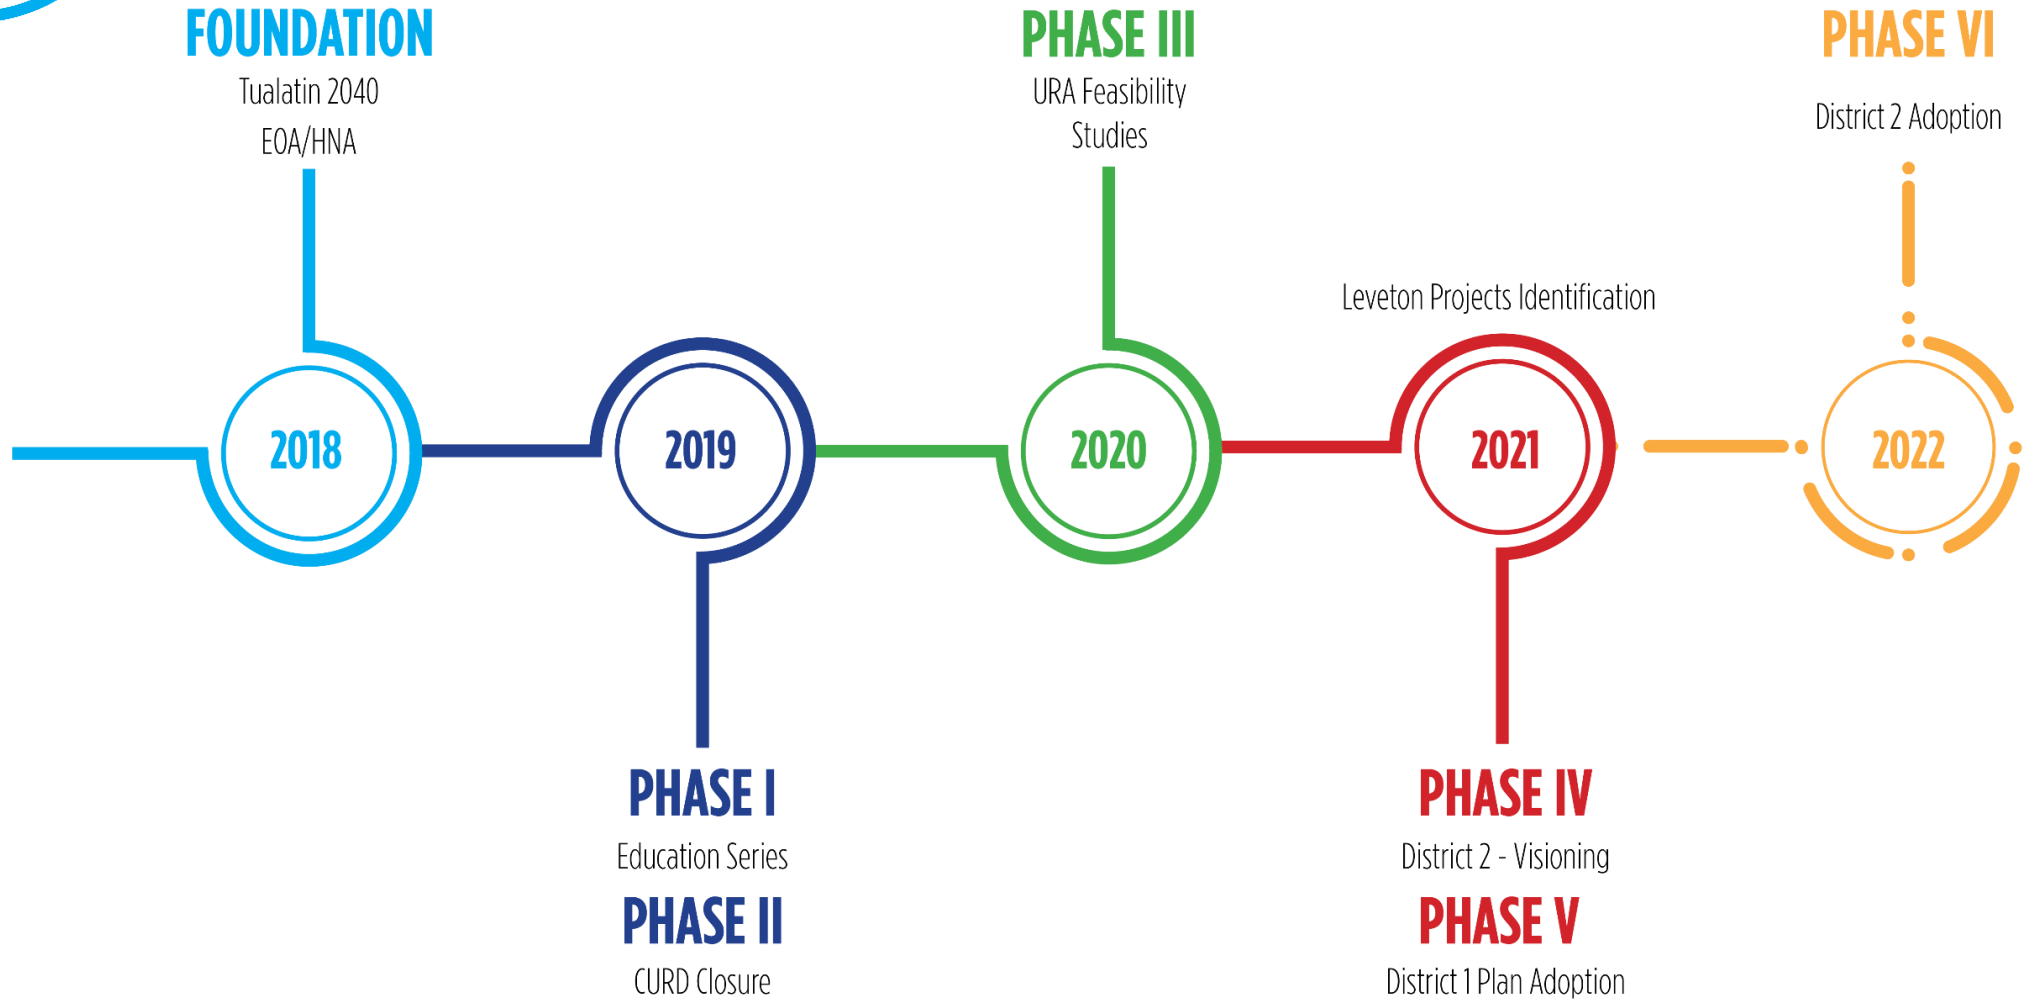 FOUNDATION
Tualatin 2040
EOA/HNA
2018
2019
PHASE I
Education Series
PHASE II
CURD Closure
PHASE III
URA Feasibility
Studies
2020
Leveton Projects Identification
2021
PHASE IV
District 2 - Visioning
PHASE V
District 1 Plan Adoption
PHASE VI
District 2 Adoption
2022